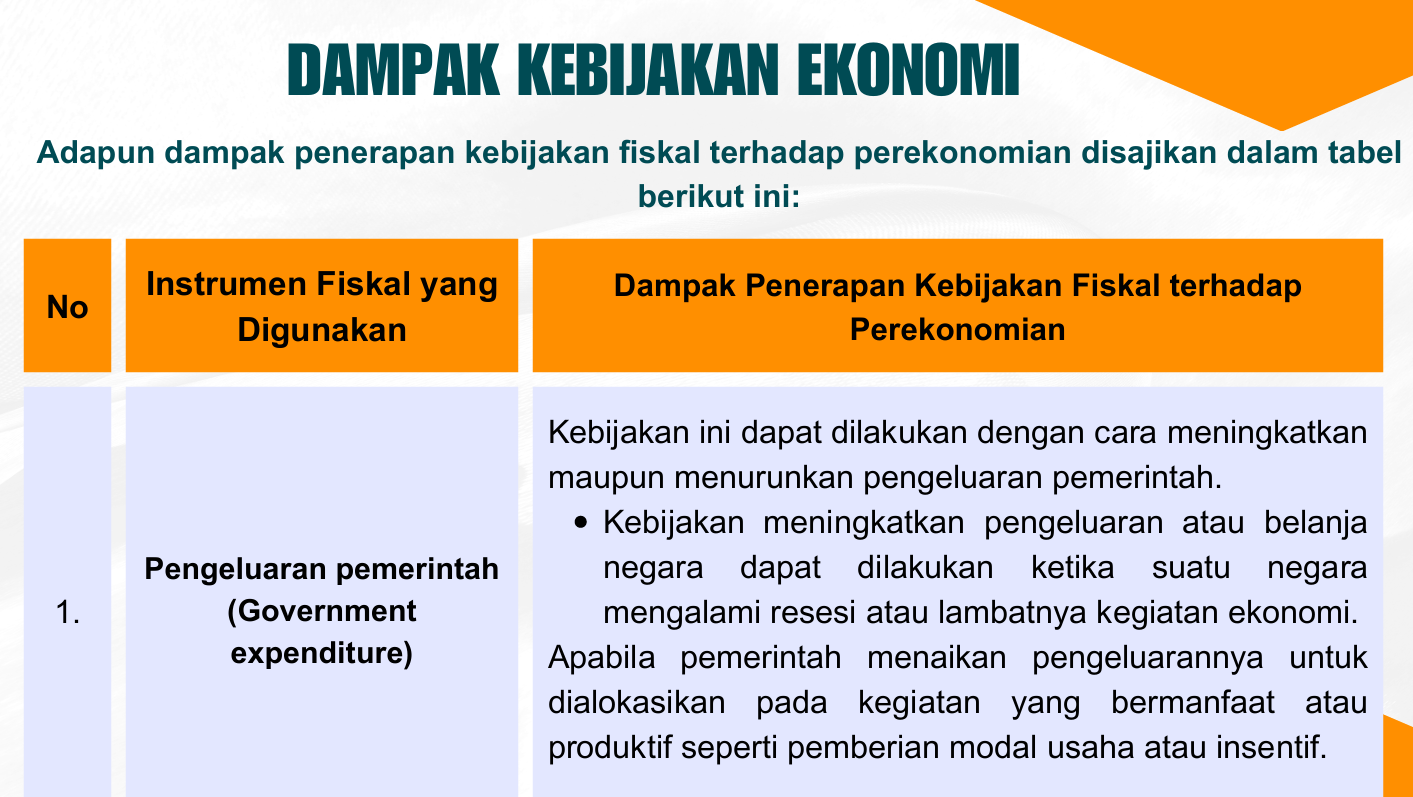 DAMPAK KEBIJAKAN EKONOMI
Adapun dampak penerapan kebijakan fiskal terhadap perekonomian disajikan dalam tabel
berikut ini:
No
Instrumen Fiskal yang
Digunakan
Dampak Penerapan Kebijakan Fiskal terhadap
Perekonomian
1.
Pengeluaran pemerintah
(Government
expenditure)
Kebijakan ini dapat dilakukan dengan cara meningkatkan
maupun menurunkan pengeluaran pemerintah.
• Kebijakan meningkatkan pengeluaran atau belanja
negara dapat dilakukan ketika suatu negara
mengalami resesi atau lambatnya kegiatan ekonomi.
Apabila pemerintah menaikan pengeluarannya untuk
dialokasikan pada kegiatan yang bermanfaat atau
produktif seperti pemberian modal usaha atau insentif.